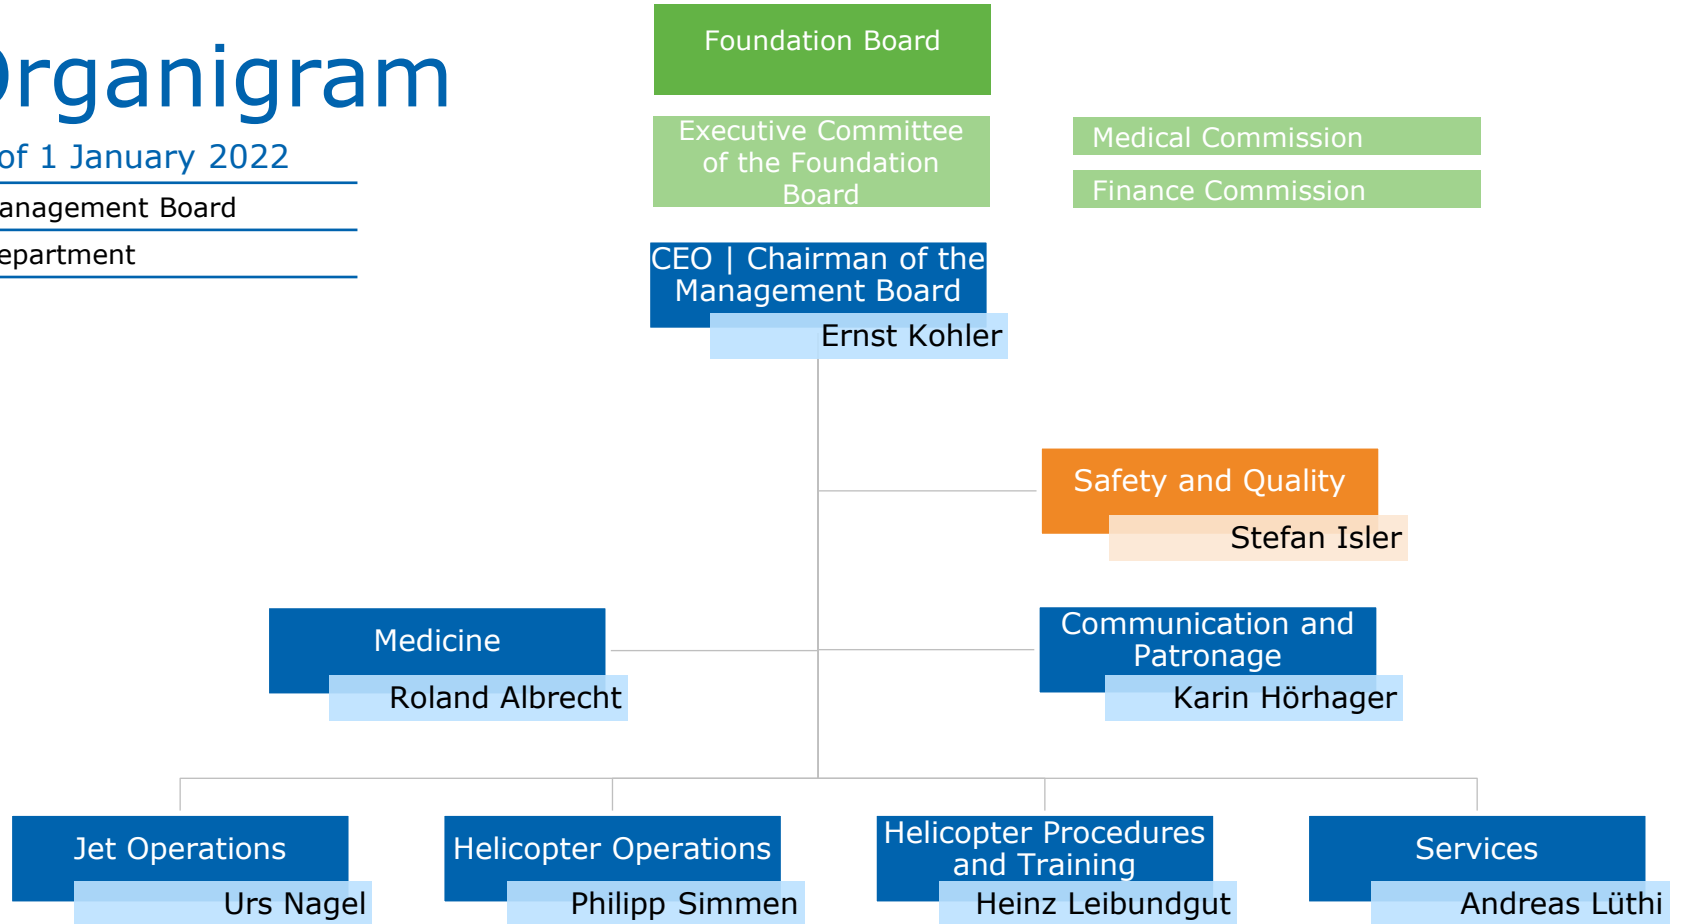 Organigram
of 1 January 2022
anagement Board
epartment
Foundation Board
Executive Committee
of the Foundation
Board
Medical Commission
Finance Commission
CEO | Chairman of the
Management Board
Ernst Kohler
Safety and Quality
Stefan Isler
Medicine
Roland Albrecht
Communication and
Patronage
Karin Hörhager
Jet Operations
Urs Nagel
Helicopter Operations
Philipp Simmen
Helicopter Procedures
and Training
Heinz Leibundgut
Services
Andreas Lüthi